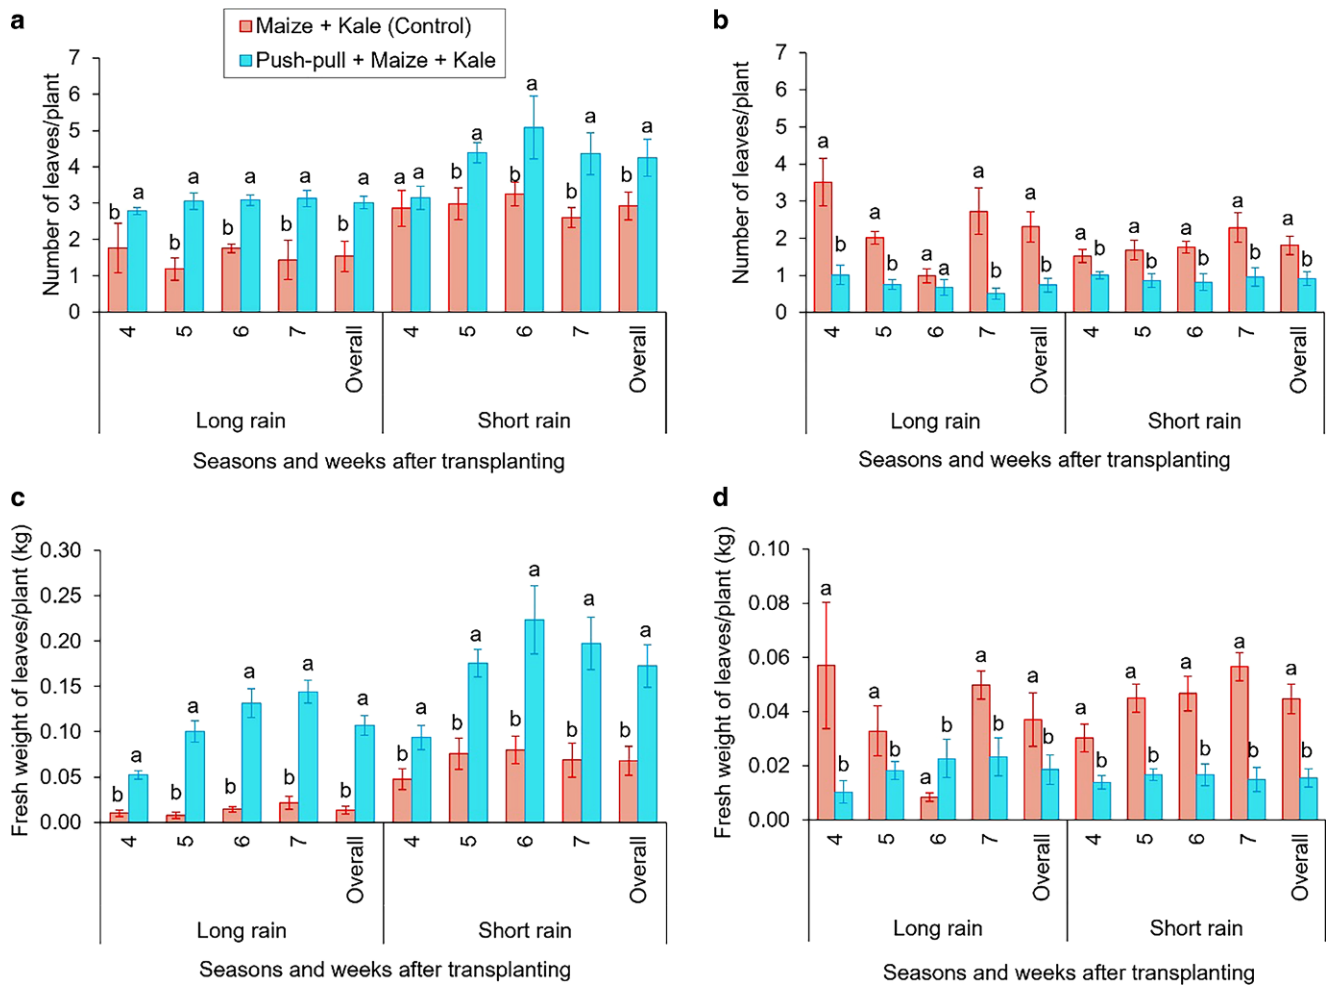 a
Maize + Kale (Control)
Push-pull + Maize + Kale
Number of leaves/plant
7
6
5
4
3
2
1
0
b a b a b a b a b a a a b a b a b a b a
4 5 6 7 Overall 4 5 6 7 Overall
Long rain Short rain
Seasons and weeks after transplanting
b
Number of leaves/plant
7
6
5
4
3
2
1
0
a b a b a a a b a b a b a b a b a b a b
4 5 6 7 Overall 4 5 6 7 Overall
Long rain Short rain
Seasons and weeks after transplanting
c
Fresh weight of leaves/plant (kg)
0.30
0.25
0.20
0.15
0.10
0.05
0.00
b a b a b a b a b a b a b a b a b a b a
4 5 6 7 Overall 4 5 6 7 Overall
Long rain Short rain
Seasons and weeks after transplanting
d
Fresh weight of leaves/plant (kg)
0.10
0.08
0.06
0.04
0.02
0.00
a b a b a b a b a b a b a b a b a b a b
4 5 6 7 Overall 4 5 6 7 Overall
Long rain Short rain
Seasons and weeks after transplanting